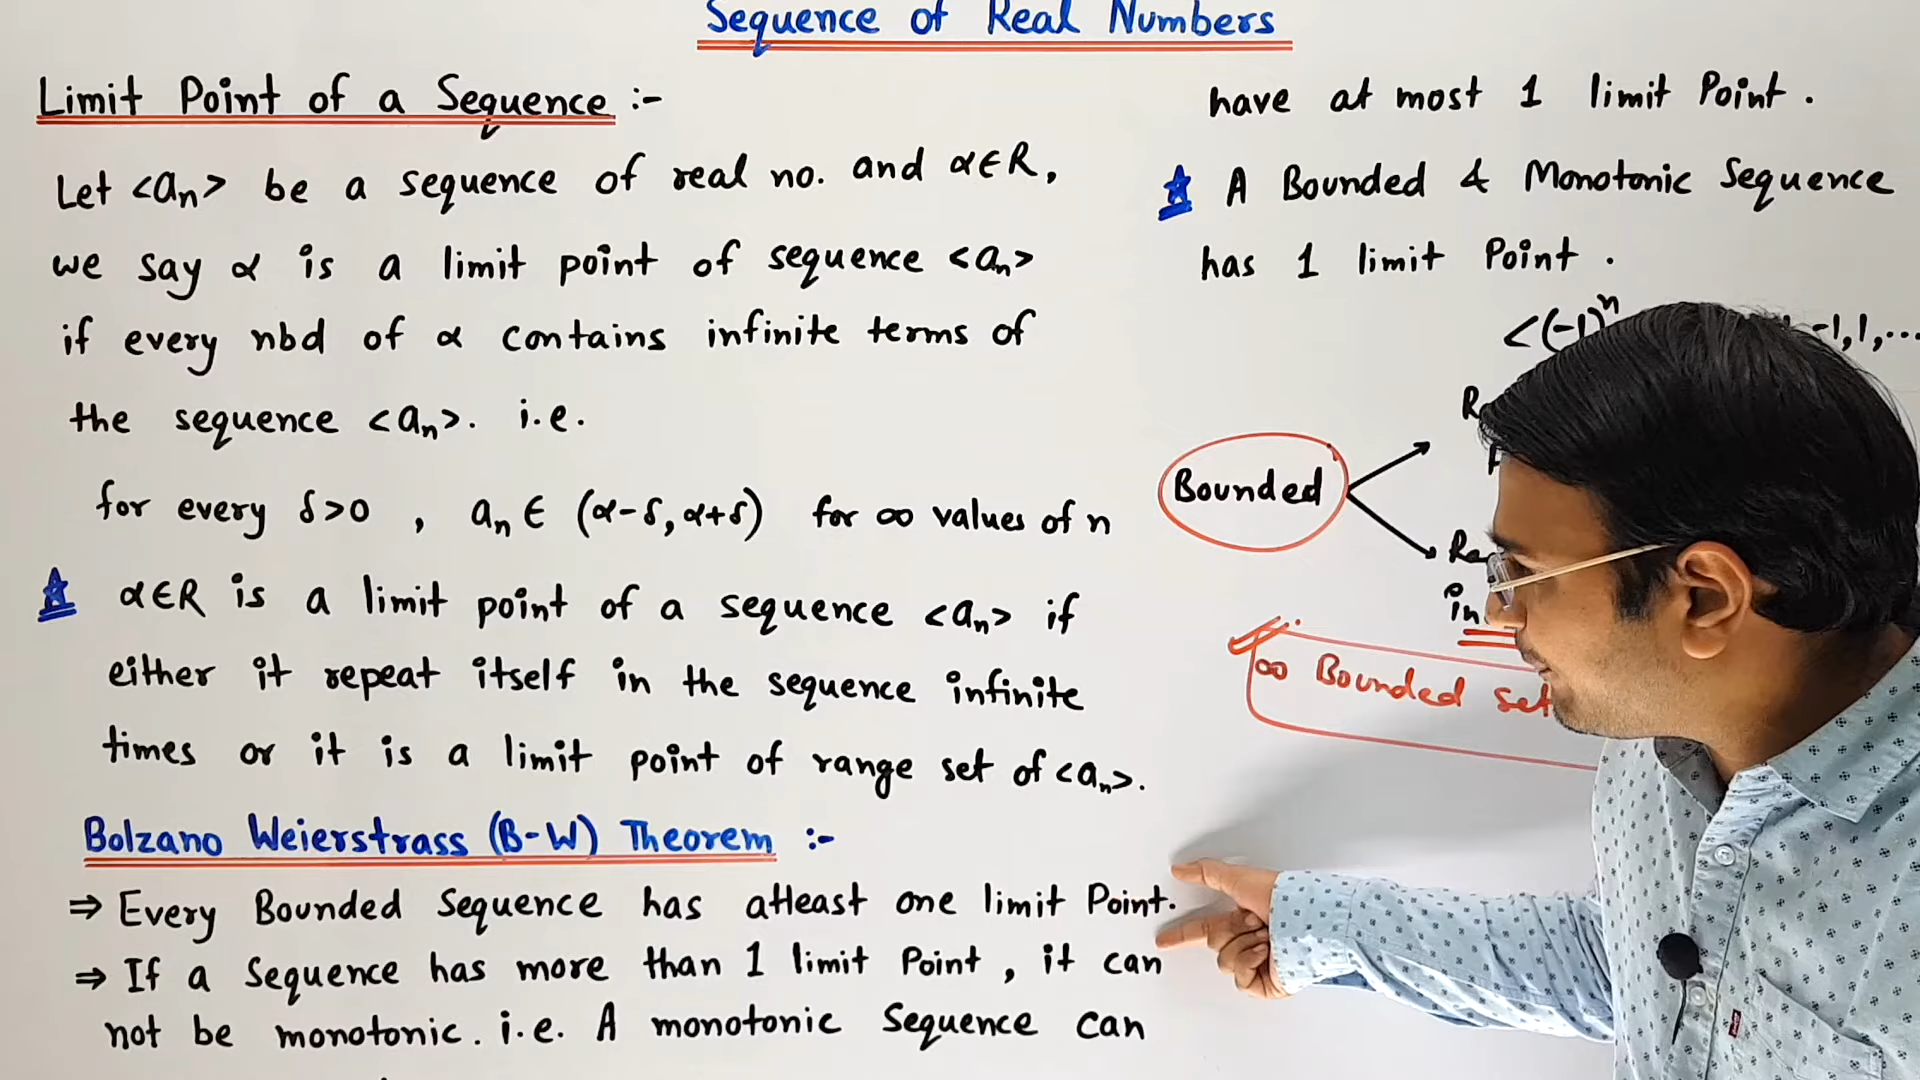 Sequence of Real Numbers
Limit Point of a Sequence :-
Let <aₙ> be a sequence of real no. and α∈R,
we say α is a limit point of sequence <aₙ>
if every nbd of α contains infinite terms of
the sequence <aₙ>. i.e.
for every δ>0 , aₙ ∈ (α-δ, α+δ) for ∞ values of n
α∈R is a limit point of a sequence <aₙ> if
either it repeat itself in the sequence infinite
times or it is a limit point of range set of <aₙ>.
Bolzano Weierstrass (B-W) Theorem :-
⇒ Every Bounded Sequence has atleast one limit Point.
⇒ If a Sequence has more than 1 limit Point, it can
not be monotonic. i.e. A monotonic Sequence can
have at most 1 limit Point.
A Bounded & Monotonic Sequence
has 1 limit Point.
<(-1)ⁿ -1,1,...
Bounded
∞ Bounded set